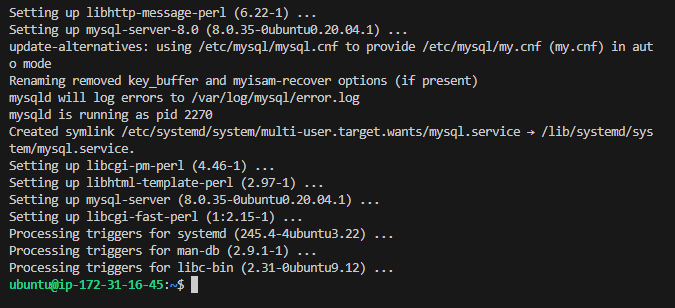 Setting up libhttp-message-perl (6.22-1) ...
Setting up mysql-server-8.0 (8.0.35-0ubuntu0.20.04.1) ...
update-alternatives: using /etc/mysql/mysql.cnf to provide /etc/mysql/my.cnf (my.cnf) in aut
o mode
Renaming removed key_buffer and myisam-recover options (if present)
mysqld will log errors to /var/log/mysql/error.log
mysqld is running as pid 2270
Created symlink /etc/systemd/system/multi-user.target.wants/mysql.service → /lib/systemd/sys
tem/mysql.service.
Setting up libcgi-pm-perl (4.46-1) ...
Setting up libhtml-template-perl (2.97-1) ...
Setting up mysql-server (8.0.35-0ubuntu0.20.04.1) ...
Setting up libcgi-fast-perl (1:2.15-1) ...
Processing triggers for systemd (245.4-4ubuntu3.22) ...
Processing triggers for man-db (2.9.1-1) ...
Processing triggers for libc-bin (2.31-0ubuntu9.12) ...
ubuntu@ip-172-31-16-45:~$